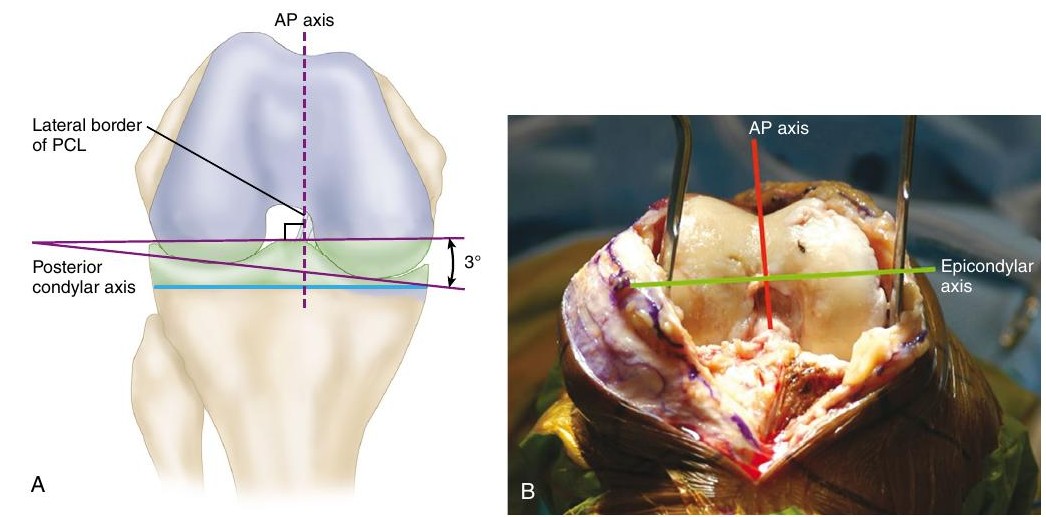 AP axis
Lateral border
of PCL
Posterior
condylar axis
3°
A
AP axis
Epicondylar
axis
B